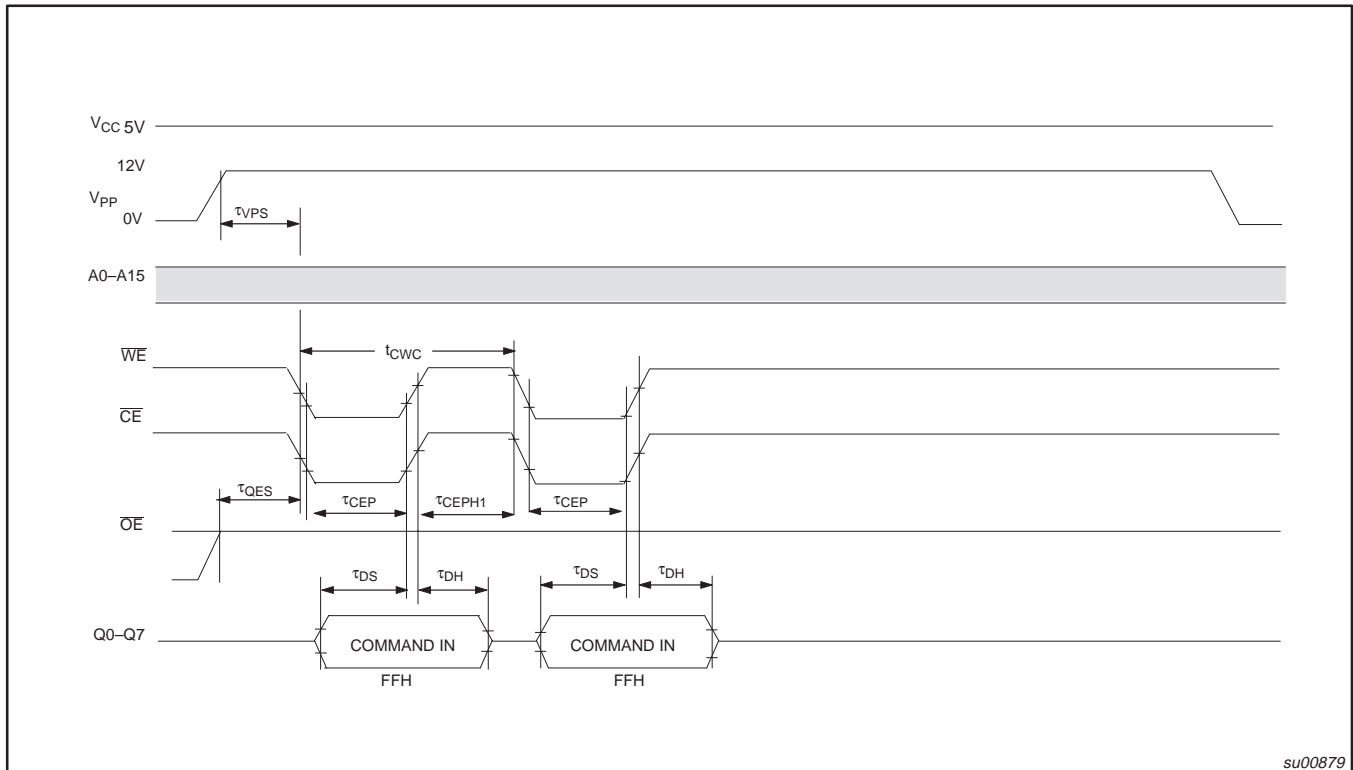 VCC 5V
12V
VPP
0V
τVPS
A0–A15
tCWC
WE
CE
τQES
τCEP
τCEPH1
τCEP
OE
τDS
τDH
τDS
τDH
Q0–Q7
COMMAND IN
COMMAND IN
FFH
FFH
su00879